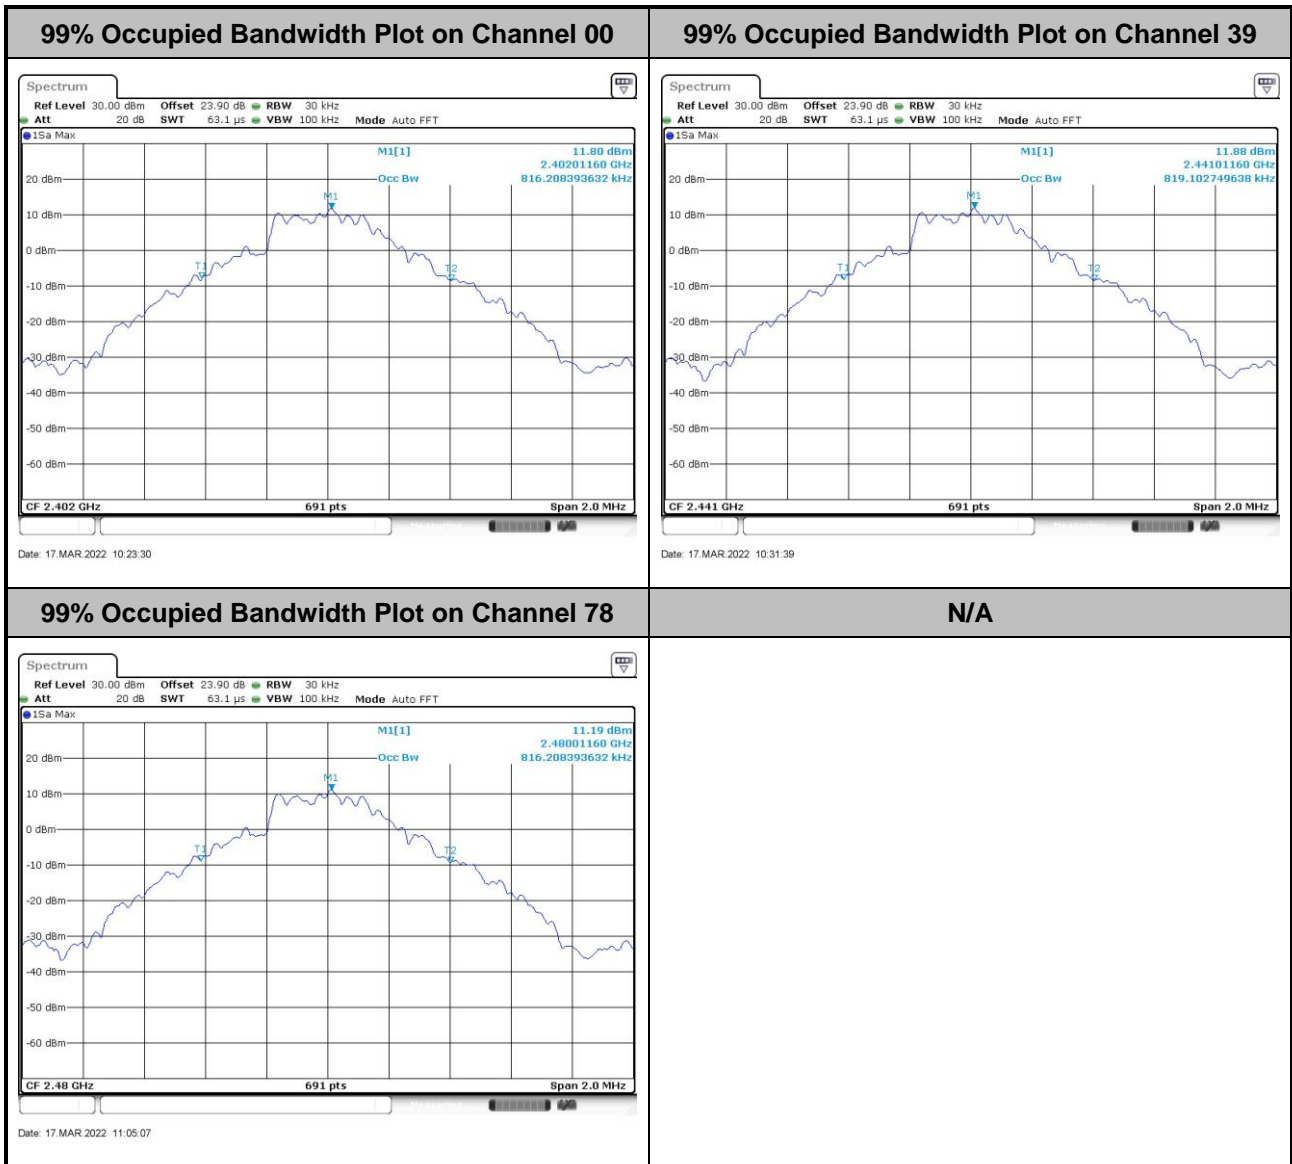 99% Occupied Bandwidth Plot on Channel 00
99% Occupied Bandwidth Plot on Channel 39
Spectrum
Ref Level 30.00 dBm Offset 23.90 dB RBW 30 kHz
Att 20 dB SWT 63.1 µs VBW 100 kHz Mode Auto FFT
1Sa Max
M1[1] 11.80 dBm
2.40201160 GHz
Occ Bw 816.208393632 kHz
20 dBm
M1
10 dBm
0 dBm
T1
T2
-10 dBm
-20 dBm
-30 dBm
-40 dBm
-50 dBm
-60 dBm
CF 2.402 GHz 691 pts Span 2.0 MHz
Date: 17.MAR.2022 10:23:30
Spectrum
Ref Level 30.00 dBm Offset 23.90 dB RBW 30 kHz
Att 20 dB SWT 63.1 µs VBW 100 kHz Mode Auto FFT
1Sa Max
M1[1] 11.88 dBm
2.44101160 GHz
Occ Bw 819.102749638 kHz
20 dBm
M1
10 dBm
0 dBm
T1
T2
-10 dBm
-20 dBm
-30 dBm
-40 dBm
-50 dBm
-60 dBm
CF 2.441 GHz 691 pts Span 2.0 MHz
Date: 17.MAR.2022 10:31:39
99% Occupied Bandwidth Plot on Channel 78
N/A
Spectrum
Ref Level 30.00 dBm Offset 23.90 dB RBW 30 kHz
Att 20 dB SWT 63.1 µs VBW 100 kHz Mode Auto FFT
1Sa Max
M1[1] 11.19 dBm
2.48001160 GHz
Occ Bw 816.208393632 kHz
20 dBm
M1
10 dBm
0 dBm
T1
T2
-10 dBm
-20 dBm
-30 dBm
-40 dBm
-50 dBm
-60 dBm
CF 2.48 GHz 691 pts Span 2.0 MHz
Date: 17.MAR.2022 11:05:07